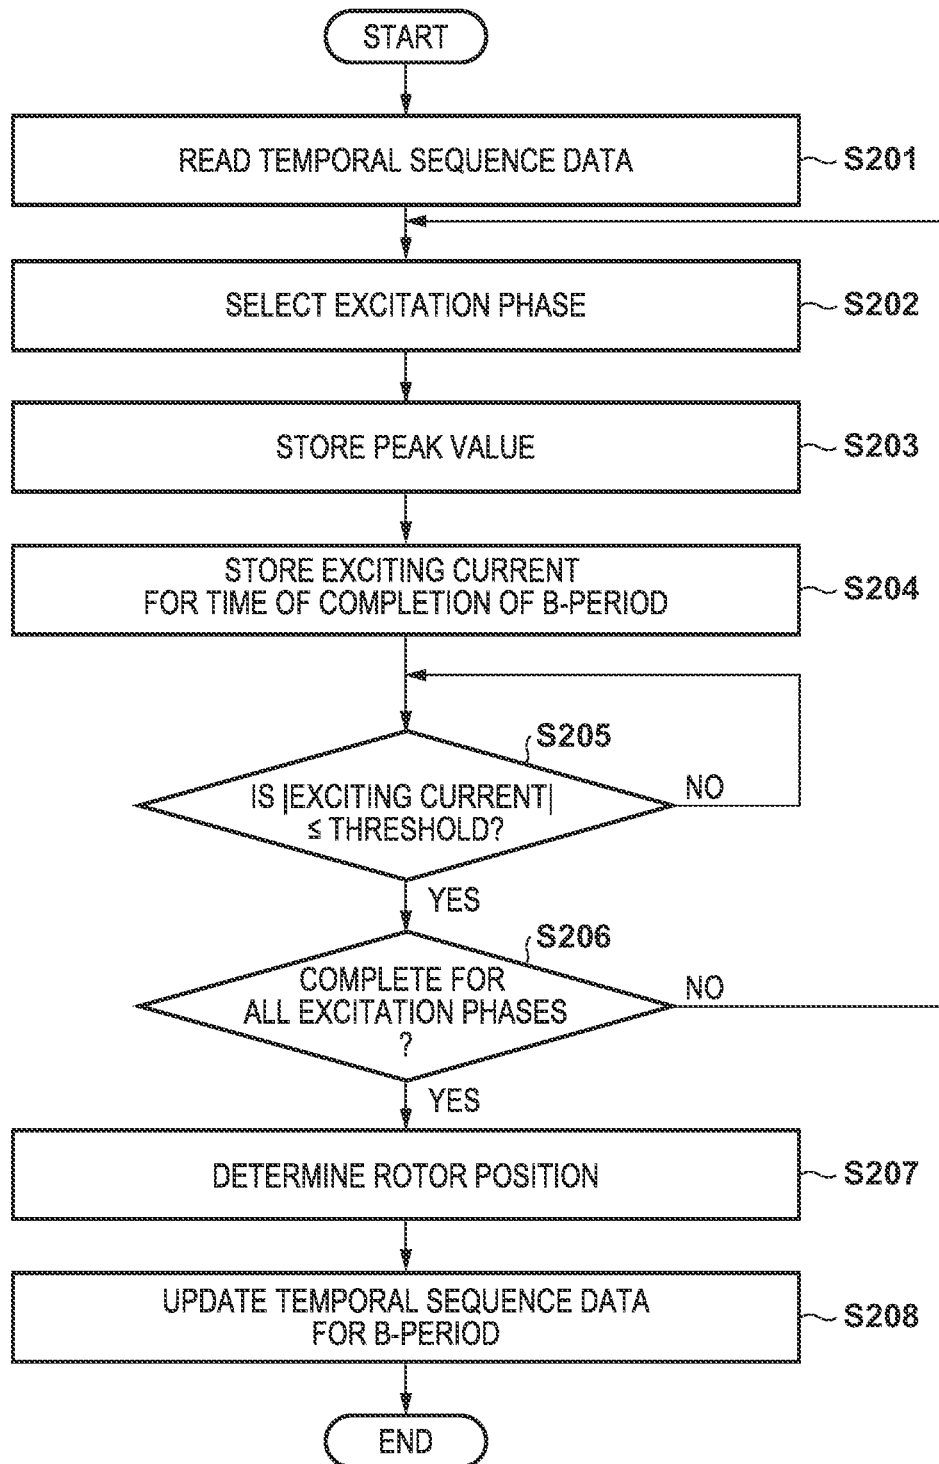 START
READ TEMPORAL SEQUENCE DATA
S201
SELECT EXCITATION PHASE
S202
STORE PEAK VALUE
S203
STORE EXCITING CURRENT
FOR TIME OF COMPLETION OF B-PERIOD
S204
S205
IS |EXCITING CURRENT|
≤ THRESHOLD?
NO
YES
S206
COMPLETE FOR
ALL EXCITATION PHASES
?
NO
YES
DETERMINE ROTOR POSITION
S207
UPDATE TEMPORAL SEQUENCE DATA
FOR B-PERIOD
S208
END